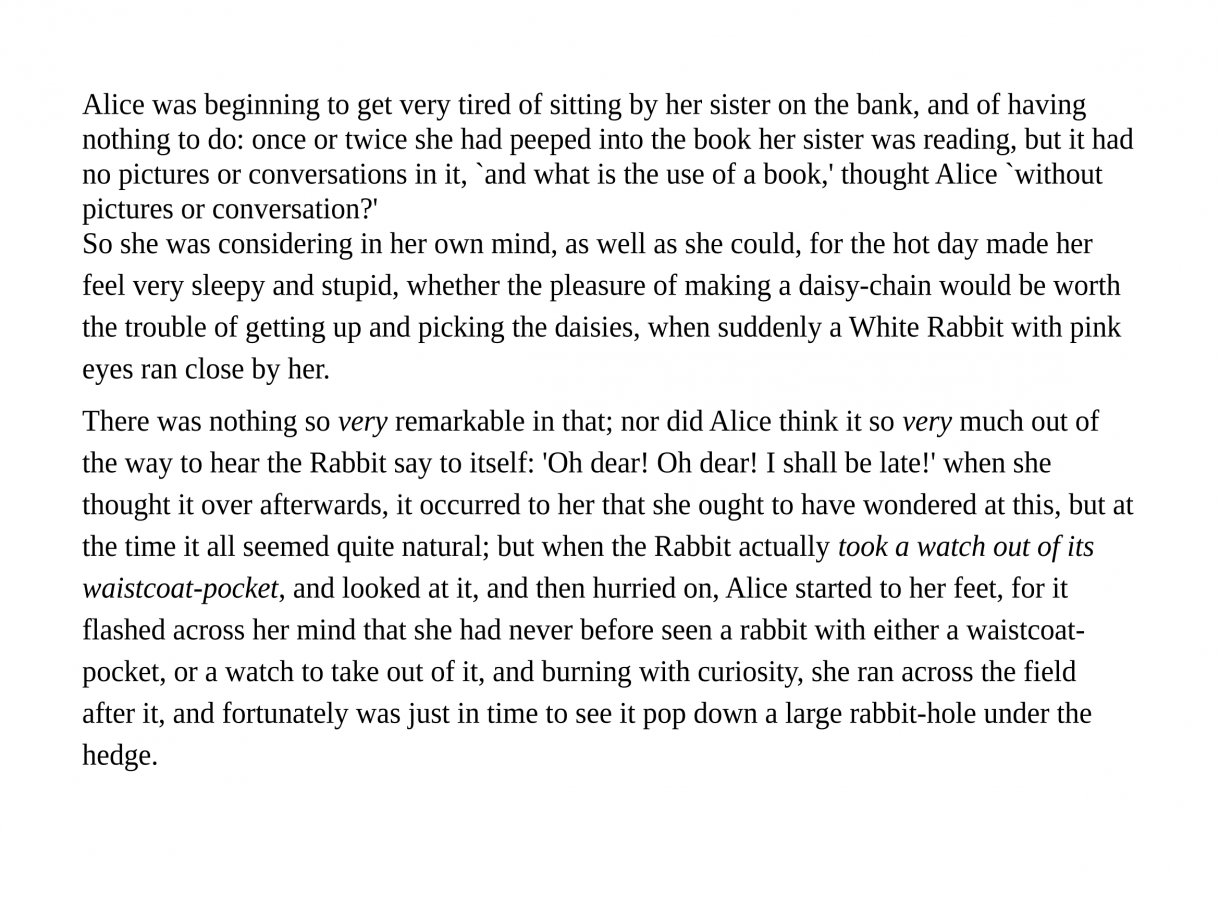 Alice was beginning to get very tired of sitting by her sister on the bank, and of having
nothing to do: once or twice she had peeped into the book her sister was reading, but it had
no pictures or conversations in it, `and what is the use of a book,' thought Alice `without
pictures or conversation?'
So she was considering in her own mind, as well as she could, for the hot day made her
feel very sleepy and stupid, whether the pleasure of making a daisy-chain would be worth
the trouble of getting up and picking the daisies, when suddenly a White Rabbit with pink
eyes ran close by her.
There was nothing so very remarkable in that; nor did Alice think it so very much out of
the way to hear the Rabbit say to itself: 'Oh dear! Oh dear! I shall be late!' when she
thought it over afterwards, it occurred to her that she ought to have wondered at this, but at
the time it all seemed quite natural; but when the Rabbit actually took a watch out of its
waistcoat-pocket, and looked at it, and then hurried on, Alice started to her feet, for it
flashed across her mind that she had never before seen a rabbit with either a waistcoat-
pocket, or a watch to take out of it, and burning with curiosity, she ran across the field
after it, and fortunately was just in time to see it pop down a large rabbit-hole under the
hedge.